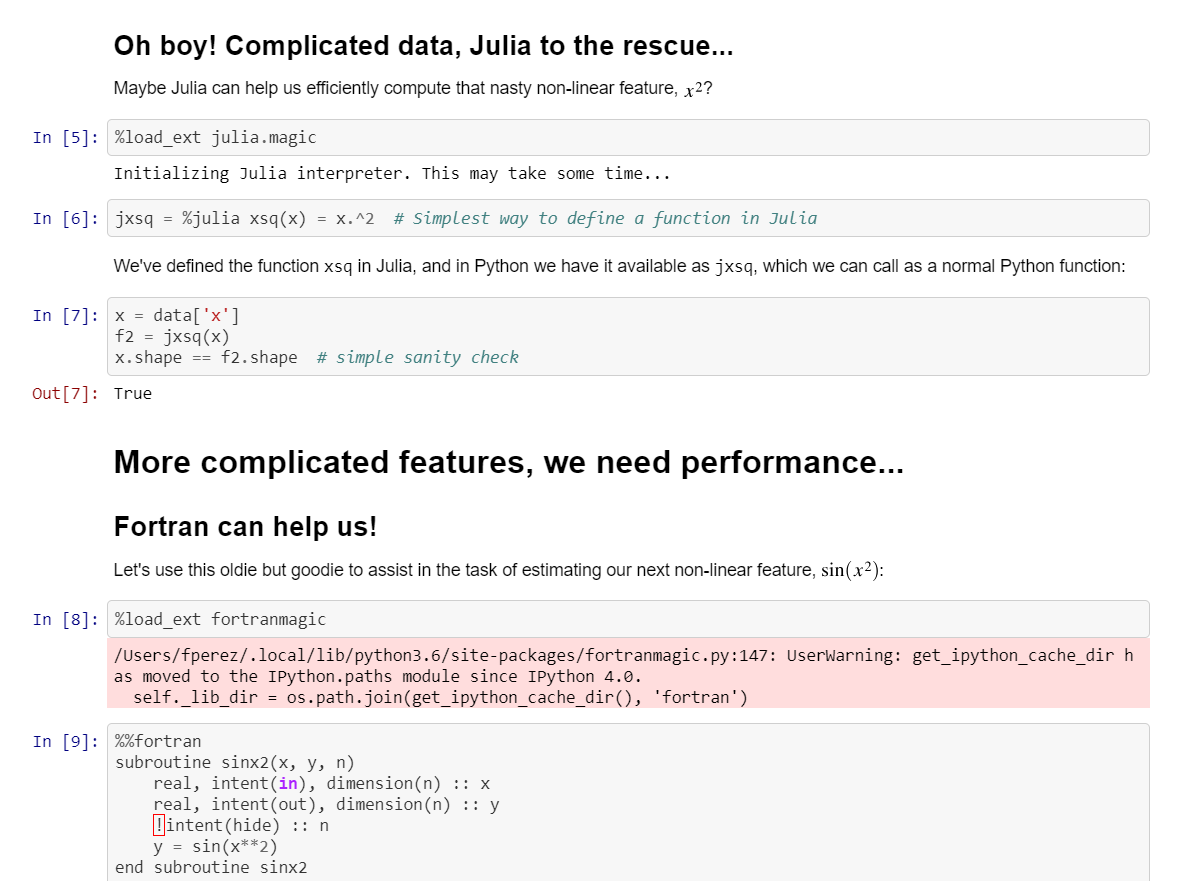 Oh boy! Complicated data, Julia to the rescue...
Maybe Julia can help us efficiently compute that nasty non-linear feature, x²?
In [5]: %load_ext julia.magic
Initializing Julia interpreter. This may take some time...
In [6]: jxsq = %julia xsq(x) = x.^2  # Simplest way to define a function in Julia
We've defined the function xsq in Julia, and in Python we have it available as jxsq, which we can call as a normal Python function:
In [7]: x = data['x']
f2 = jxsq(x)
x.shape == f2.shape  # simple sanity check
Out[7]: True
More complicated features, we need performance...
Fortran can help us!
Let's use this oldie but goodie to assist in the task of estimating our next non-linear feature, sin(x²):
In [8]: %load_ext fortranmagic
/Users/fperez/.local/lib/python3.6/site-packages/fortranmagic.py:147: UserWarning: get_ipython_cache_dir h
as moved to the IPython.paths module since IPython 4.0.
  self._lib_dir = os.path.join(get_ipython_cache_dir(), 'fortran')
In [9]: %%fortran
subroutine sinx2(x, y, n)
    real, intent(in), dimension(n) :: x
    real, intent(out), dimension(n) :: y
    !intent(hide) :: n
    y = sin(x**2)
end subroutine sinx2